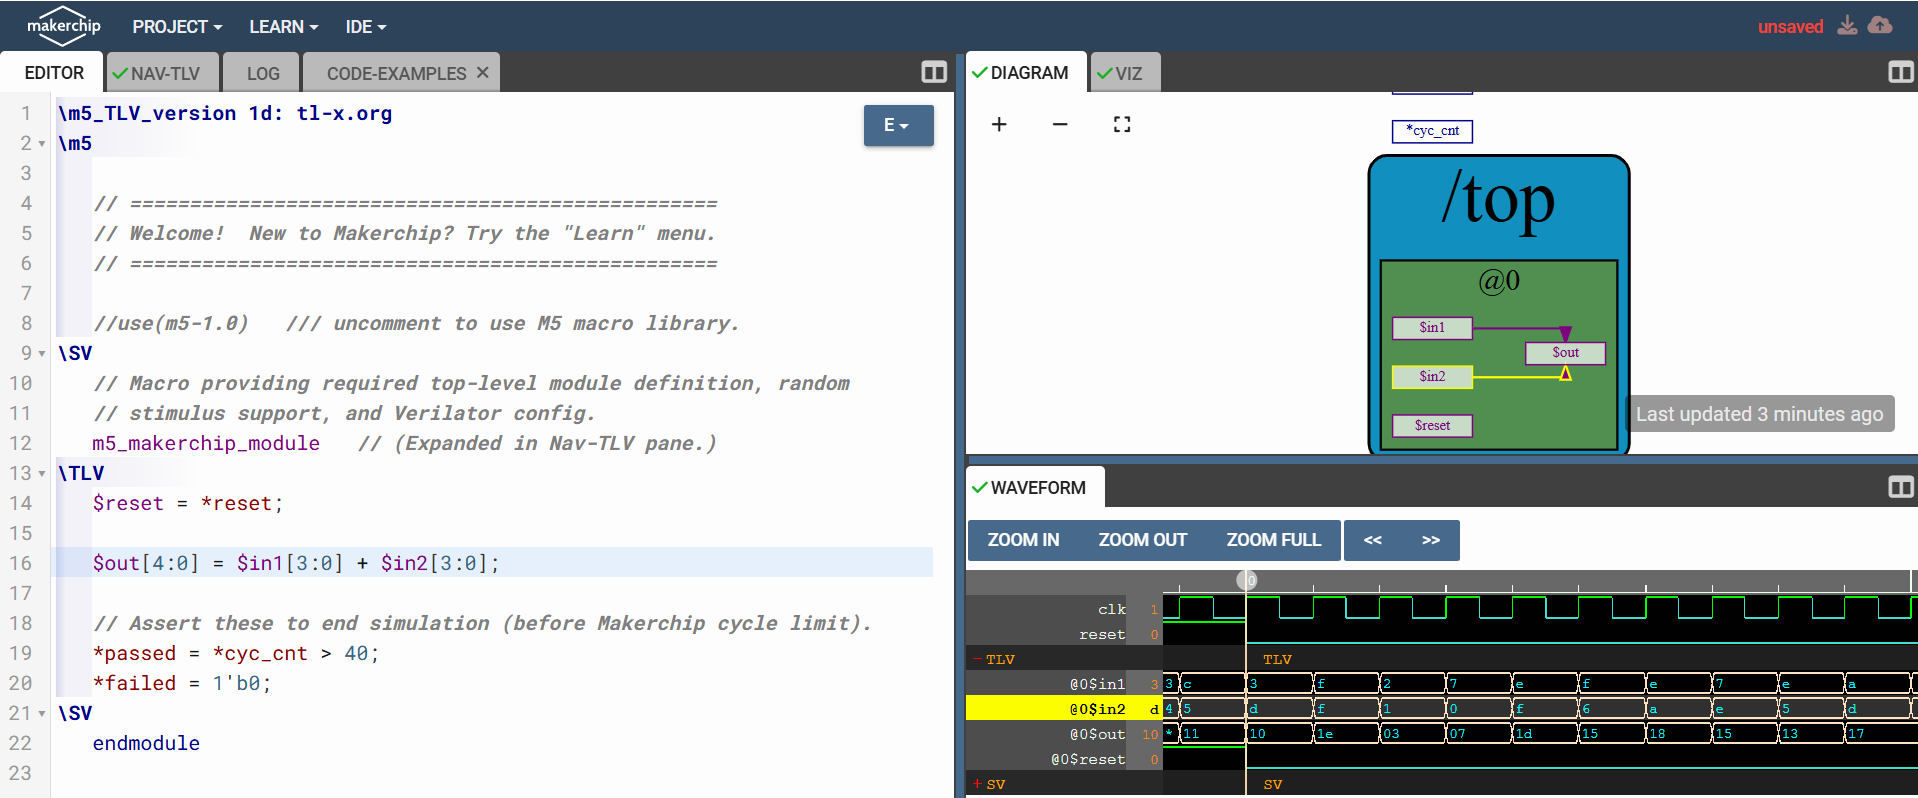 makerchip PROJECT LEARN IDE unsaved
EDITOR NAV-TLV LOG CODE-EXAMPLES ✕
1 \m5_TLV_version 1d: tl-x.org
2 \m5
3
4 // =================================================
5 // Welcome!  New to Makerchip? Try the "Learn" menu.
6 // =================================================
7
8 //use(m5-1.0)   /// uncomment to use M5 macro library.
9 \SV
10 // Macro providing required top-level module definition, random
11 // stimulus support, and Verilator config.
12 m5_makerchip_module   // (Expanded in Nav-TLV pane.)
13 \TLV
14 $reset = *reset;
15
16 $out[4:0] = $in1[3:0] + $in2[3:0];
17
18 // Assert these to end simulation (before Makerchip cycle limit).
19 *passed = *cyc_cnt > 40;
20 *failed = 1'b0;
21 \SV
22 endmodule
23
E
DIAGRAM VIZ
+ −
*cyc_cnt
/top
@0
$in1
$out
$in2
$reset
Last updated 3 minutes ago
WAVEFORM
ZOOM IN ZOOM OUT ZOOM FULL << >>
0
clk 1
reset 0
- TLV TLV
@0$in1 3 3 c 3 f 2 7 e f e 7 e a
@0$in2 d 4 5 d f 1 0 f 6 a e 5 d
@0$out 10 * 11 10 1e 03 07 1d 15 18 15 13 17
@0$reset 0
+ SV SV